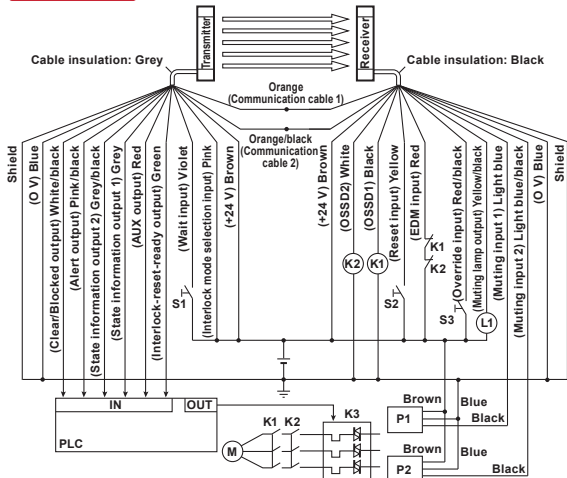 Transmitter
Receiver
Cable insulation: Grey
Cable insulation: Black
Orange
(Communication cable 1)
Orange/black
(Communication
cable 2)
Shield
(O V) Blue
(Clear/Blocked output) White/black
(Alert output) Pink/black
(State information output 2) Grey/black
(State information output 1) Grey
(AUX output) Red
(Interlock-reset-ready output) Green
(Wait input) Violet
(Interlock mode selection input) Pink
(+24 V) Brown
(+24 V) Brown
(OSSD2) White
(OSSD1) Black
(Reset input) Yellow
(EDM input) Red
(Override input) Red/black
(Muting lamp output) Yellow/black
(Muting input 1) Light blue
(Muting input 2) Light blue/black
(O V) Blue
Shield
K1
K2
K2
K1
S1
S2
S3
L1
IN
OUT
PLC
K1 K2
K3
M
Brown
Blue
P1
Black
Brown
Blue
P2
Black